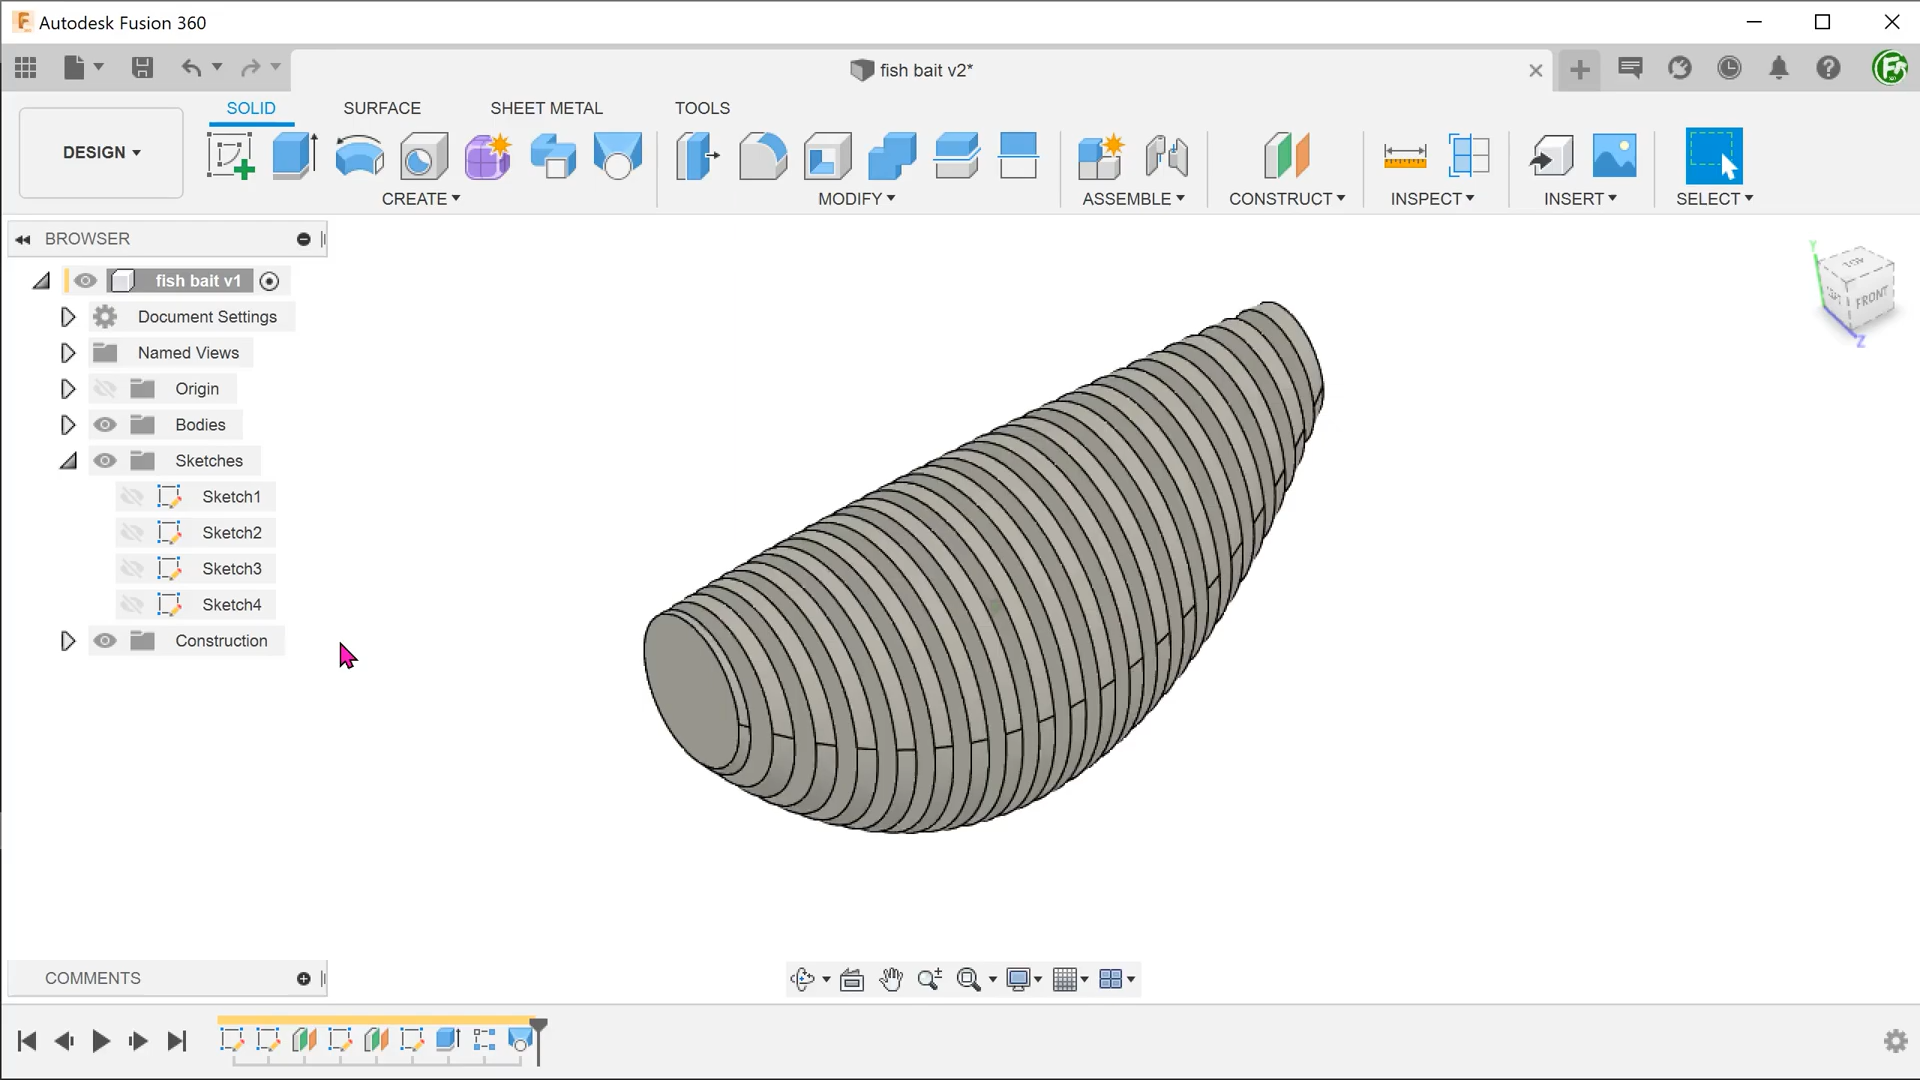 Autodesk Fusion 360
fish bait v2*
SOLID SURFACE SHEET METAL TOOLS
DESIGN
CREATE MODIFY ASSEMBLE CONSTRUCT INSPECT INSERT SELECT
BROWSER
fish bait v1
Document Settings
Named Views
Origin
Bodies
Sketches
Sketch1
Sketch2
Sketch3
Sketch4
Construction
TOP
FRONT
Y
Z
COMMENTS